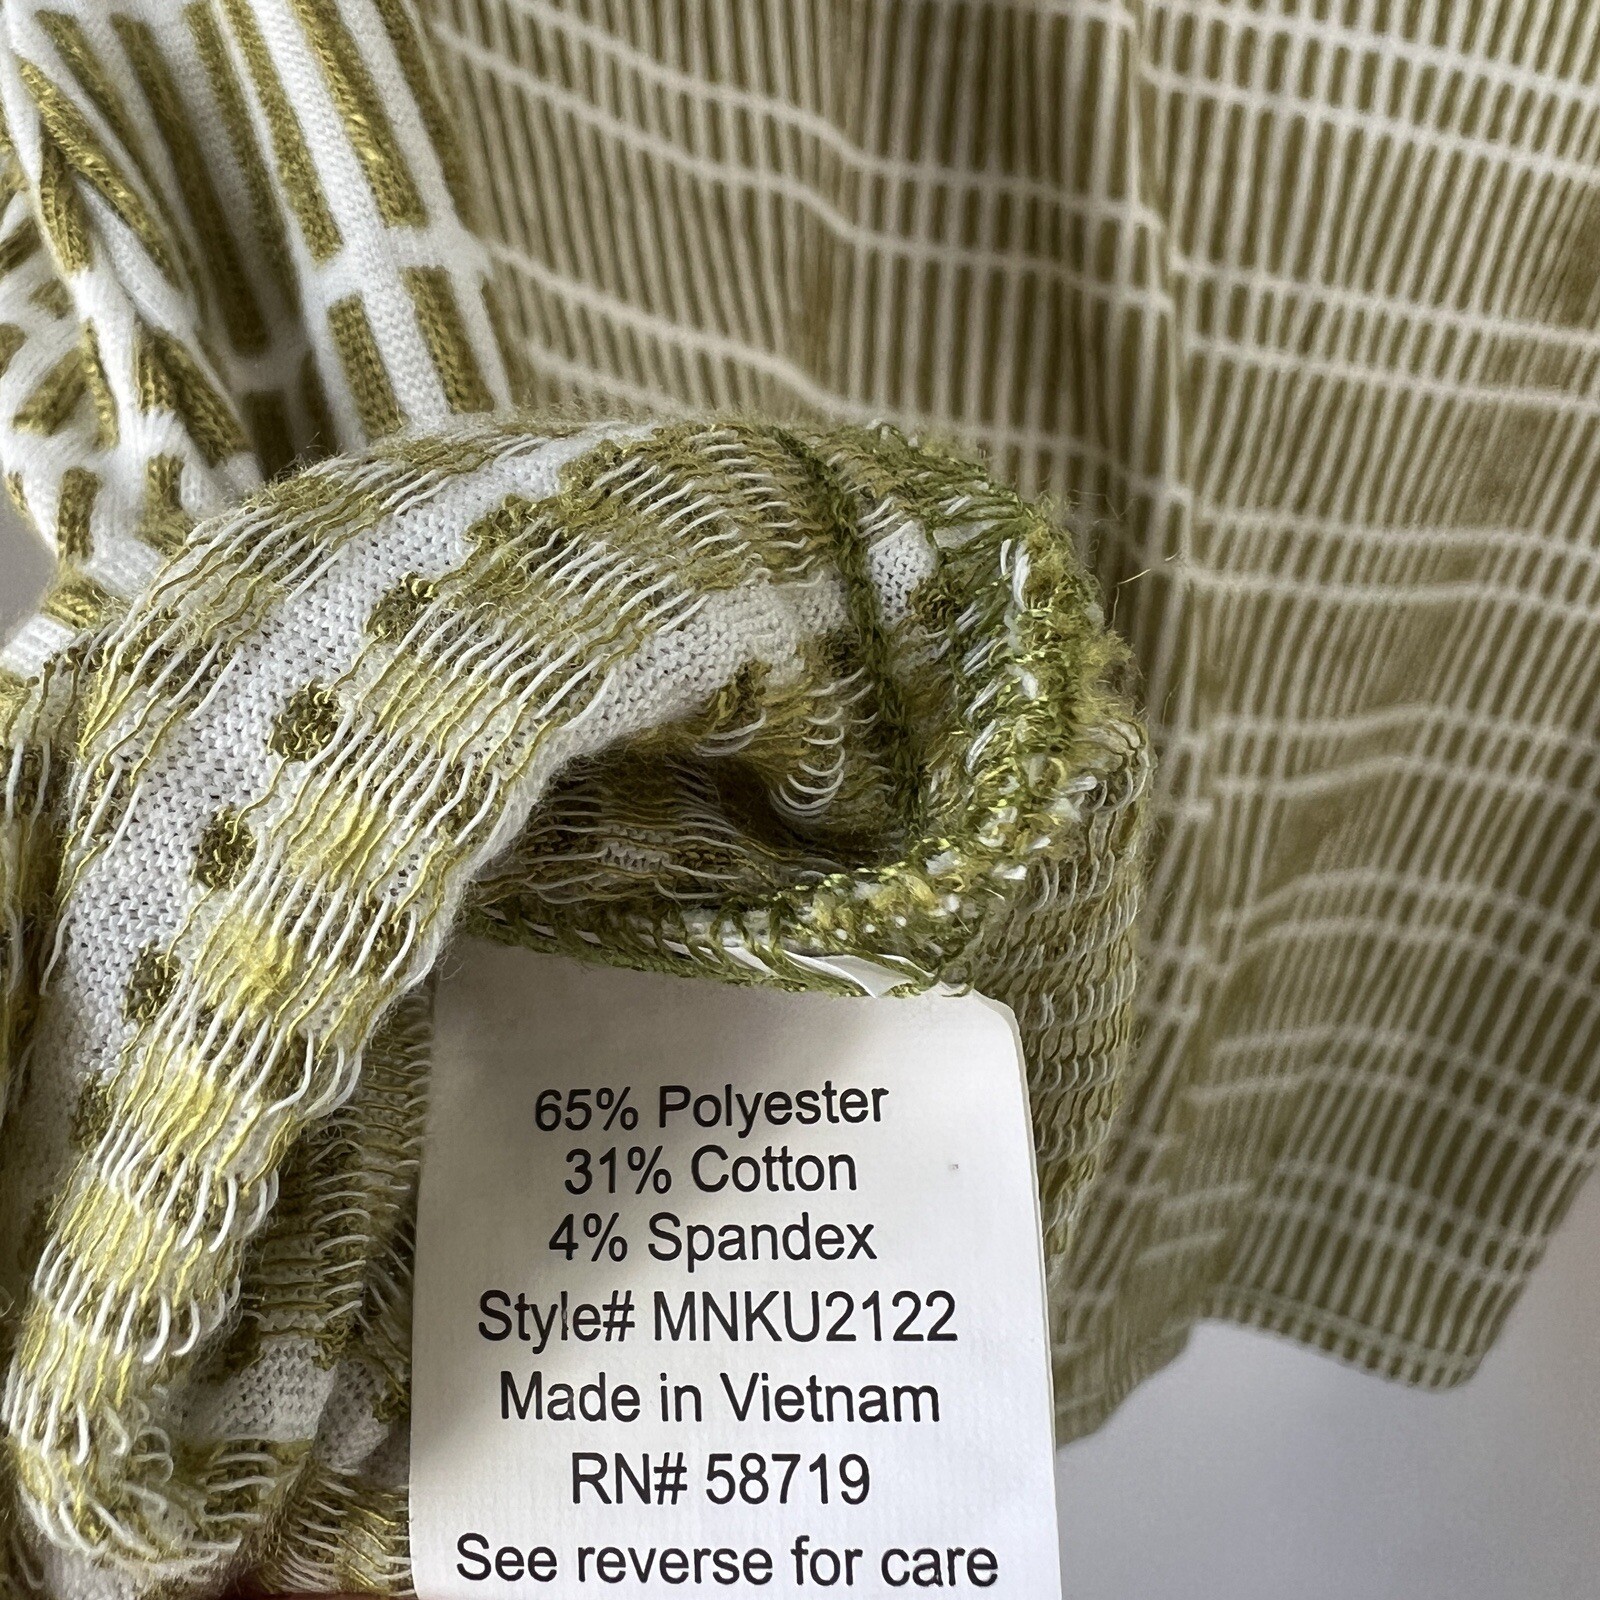 65% Polyester
31% Cotton
4% Spandex
Style# MNKU2122
Made in Vietnam
RN# 58719
See reverse for care